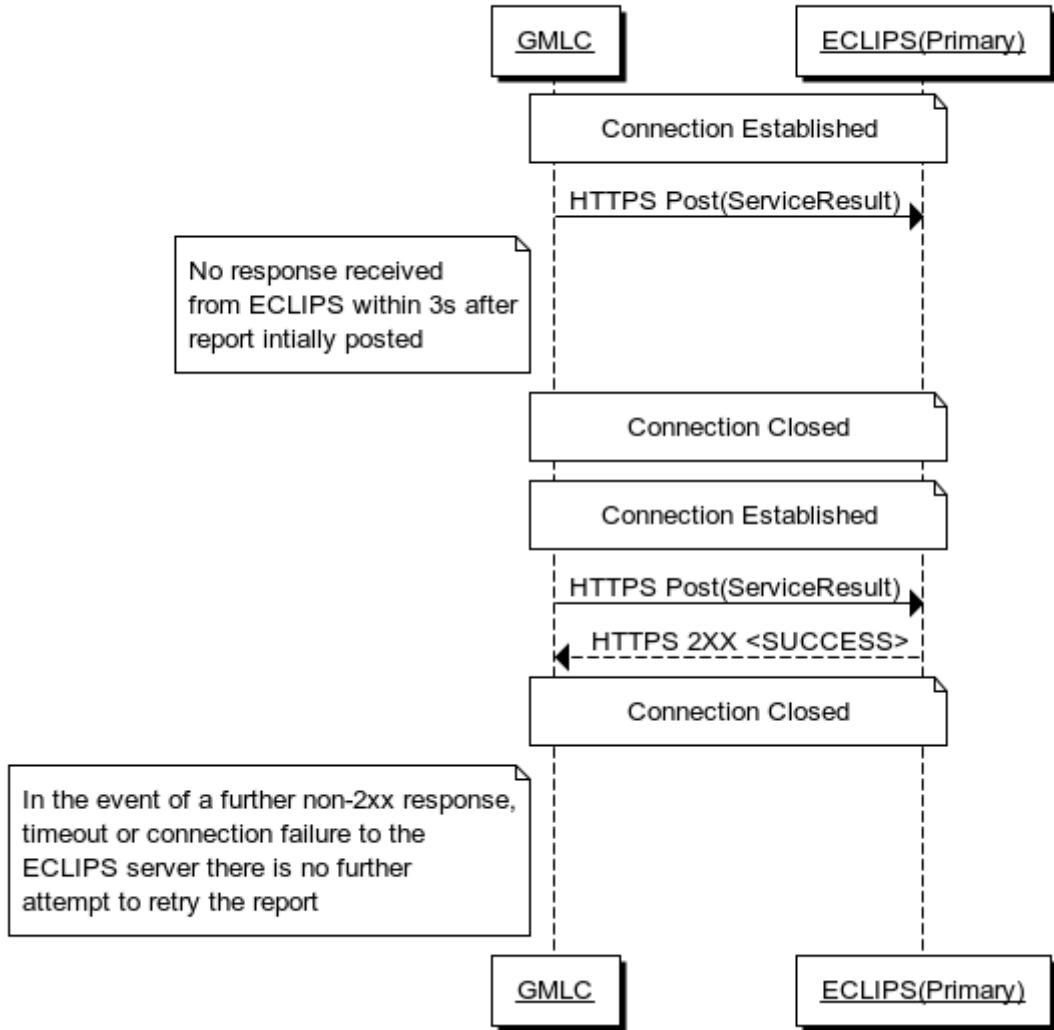 GMLC
ECLIPS(Primary)
Connection Established
HTTPS Post(ServiceResult)
No response received
from ECLIPS within 3s after
report intially posted
Connection Closed
Connection Established
HTTPS Post(ServiceResult)
HTTPS 2XX <SUCCESS>
Connection Closed
In the event of a further non-2xx response,
timeout or connection failure to the
ECLIPS server there is no further
attempt to retry the report
GMLC
ECLIPS(Primary)